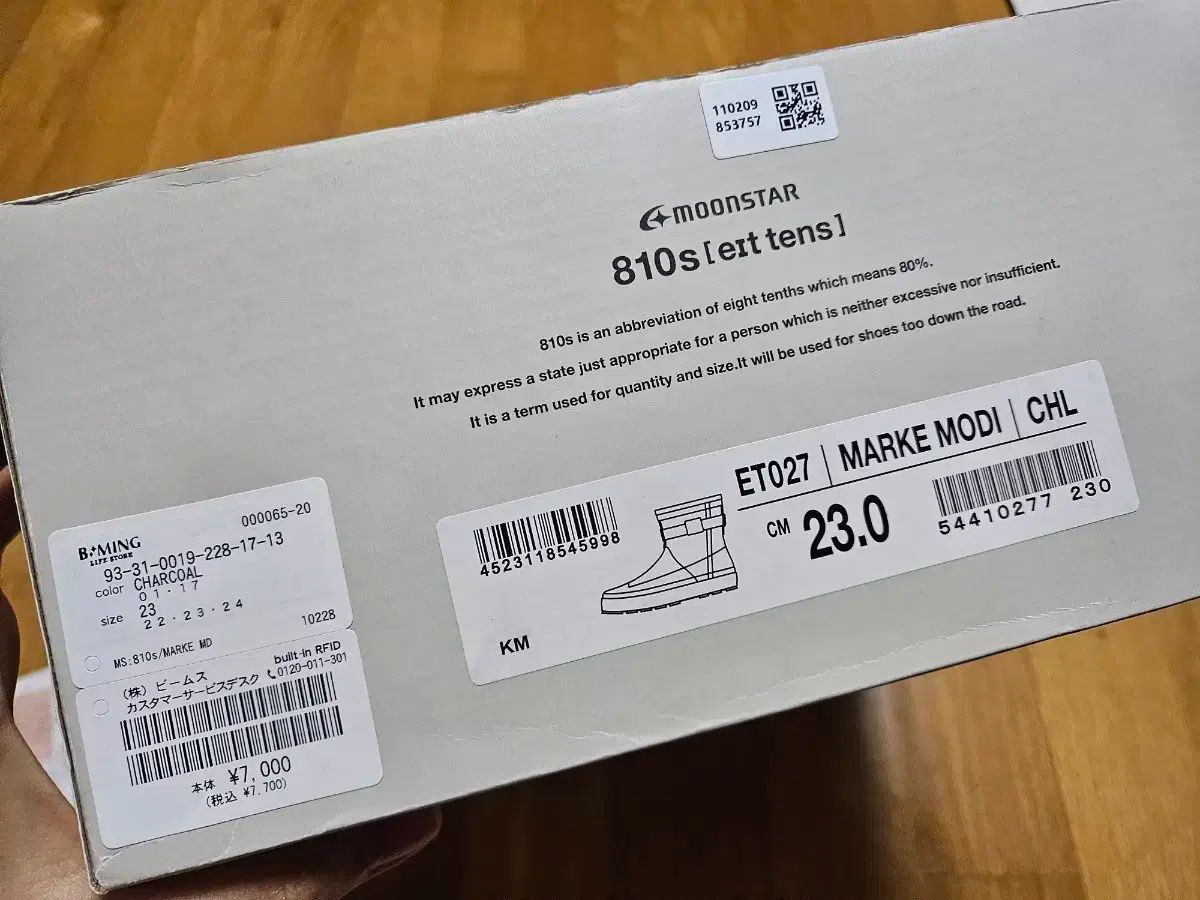 110209
853757
MOONSTAR
810s [eɪt tens]
810s is an abbreviation of eight tenths which means 80%.
It may express a state just appropriate for a person which is neither excessive nor insufficient.
It is a term used for quantity and size.It will be used for shoes too down the road.
ET027 | MARKE MODI | CHL
CM 23.0
4523118545998
54410277 230
KM
000065-20
B MING
LIFE STORE
93-31-0019-228-17-13
color CHARCOAL
01・17
size 23
22・23・24
10228
MS:810s/MARKE MD
built-in RFID
(株) ビームス
カスタマーサービスデスク 0120-011-301
本体 ¥7,000
(税込 ¥7,700)